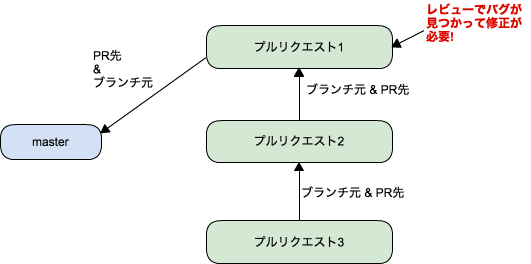 レビューでバグが
見つかって修正が
必要!
プルリクエスト1
PR先
&
ブランチ元
ブランチ元 & PR先
master
プルリクエスト2
ブランチ元 & PR先
プルリクエスト3